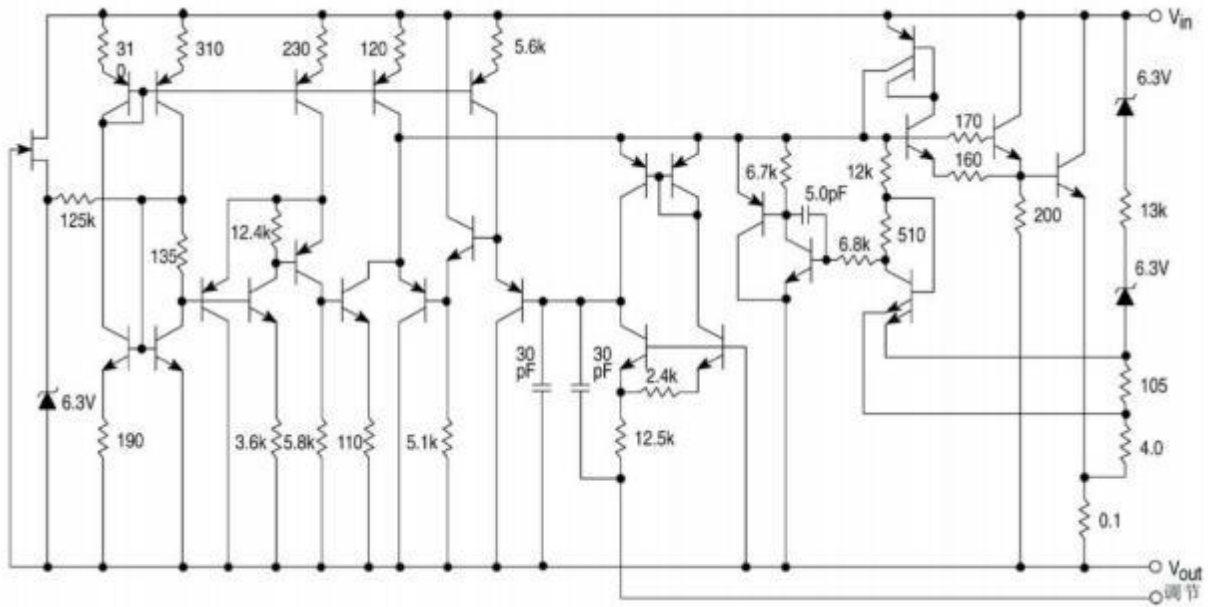 31
0
310
230
120
5.6k
Vin
6.3V
170
160
6.7k
12k
5.0pF
200
13k
125k
12.4k
135
6.8k
510
6.3V
30
pF
30
pF
2.4k
105
6.3V
190
3.6k
5.8k
110
5.1k
12.5k
4.0
0.1
Vout
调节